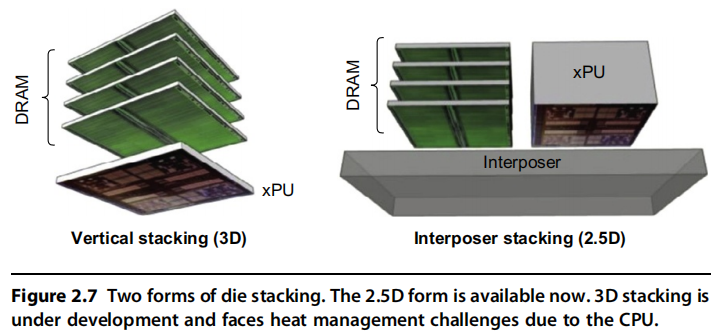 DRAM
xPU
Vertical stacking (3D)
DRAM
xPU
Interposer
Interposer stacking (2.5D)
Figure 2.7 Two forms of die stacking. The 2.5D form is available now. 3D stacking is
under development and faces heat management challenges due to the CPU.